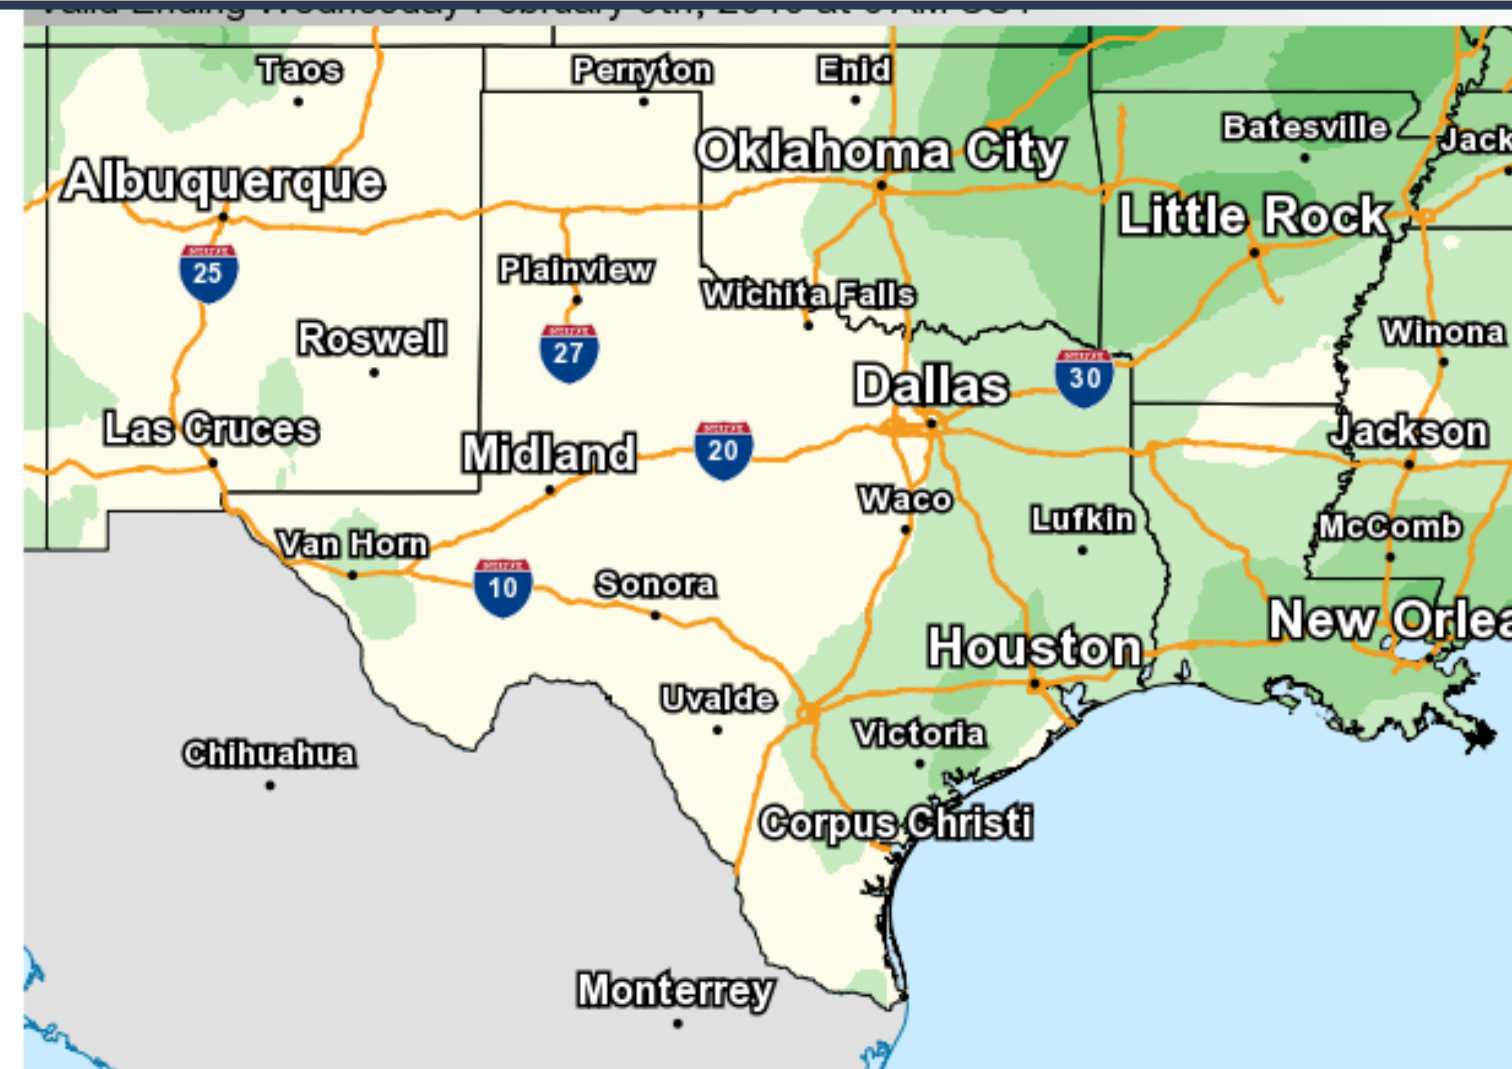 Taos
Perryton
Enid
Batesville
Jack
Oklahoma City
Albuquerque
Little Rock
25
Plainview
Wichita Falls
Roswell
27
Winona
Dallas
30
Las Cruces
Midland
20
Jackson
Waco
Lufkin
McComb
Van Horn
10
Sonora
New Orlea
Houston
Uvalde
Victoria
Chihuahua
Corpus Christi
Monterrey